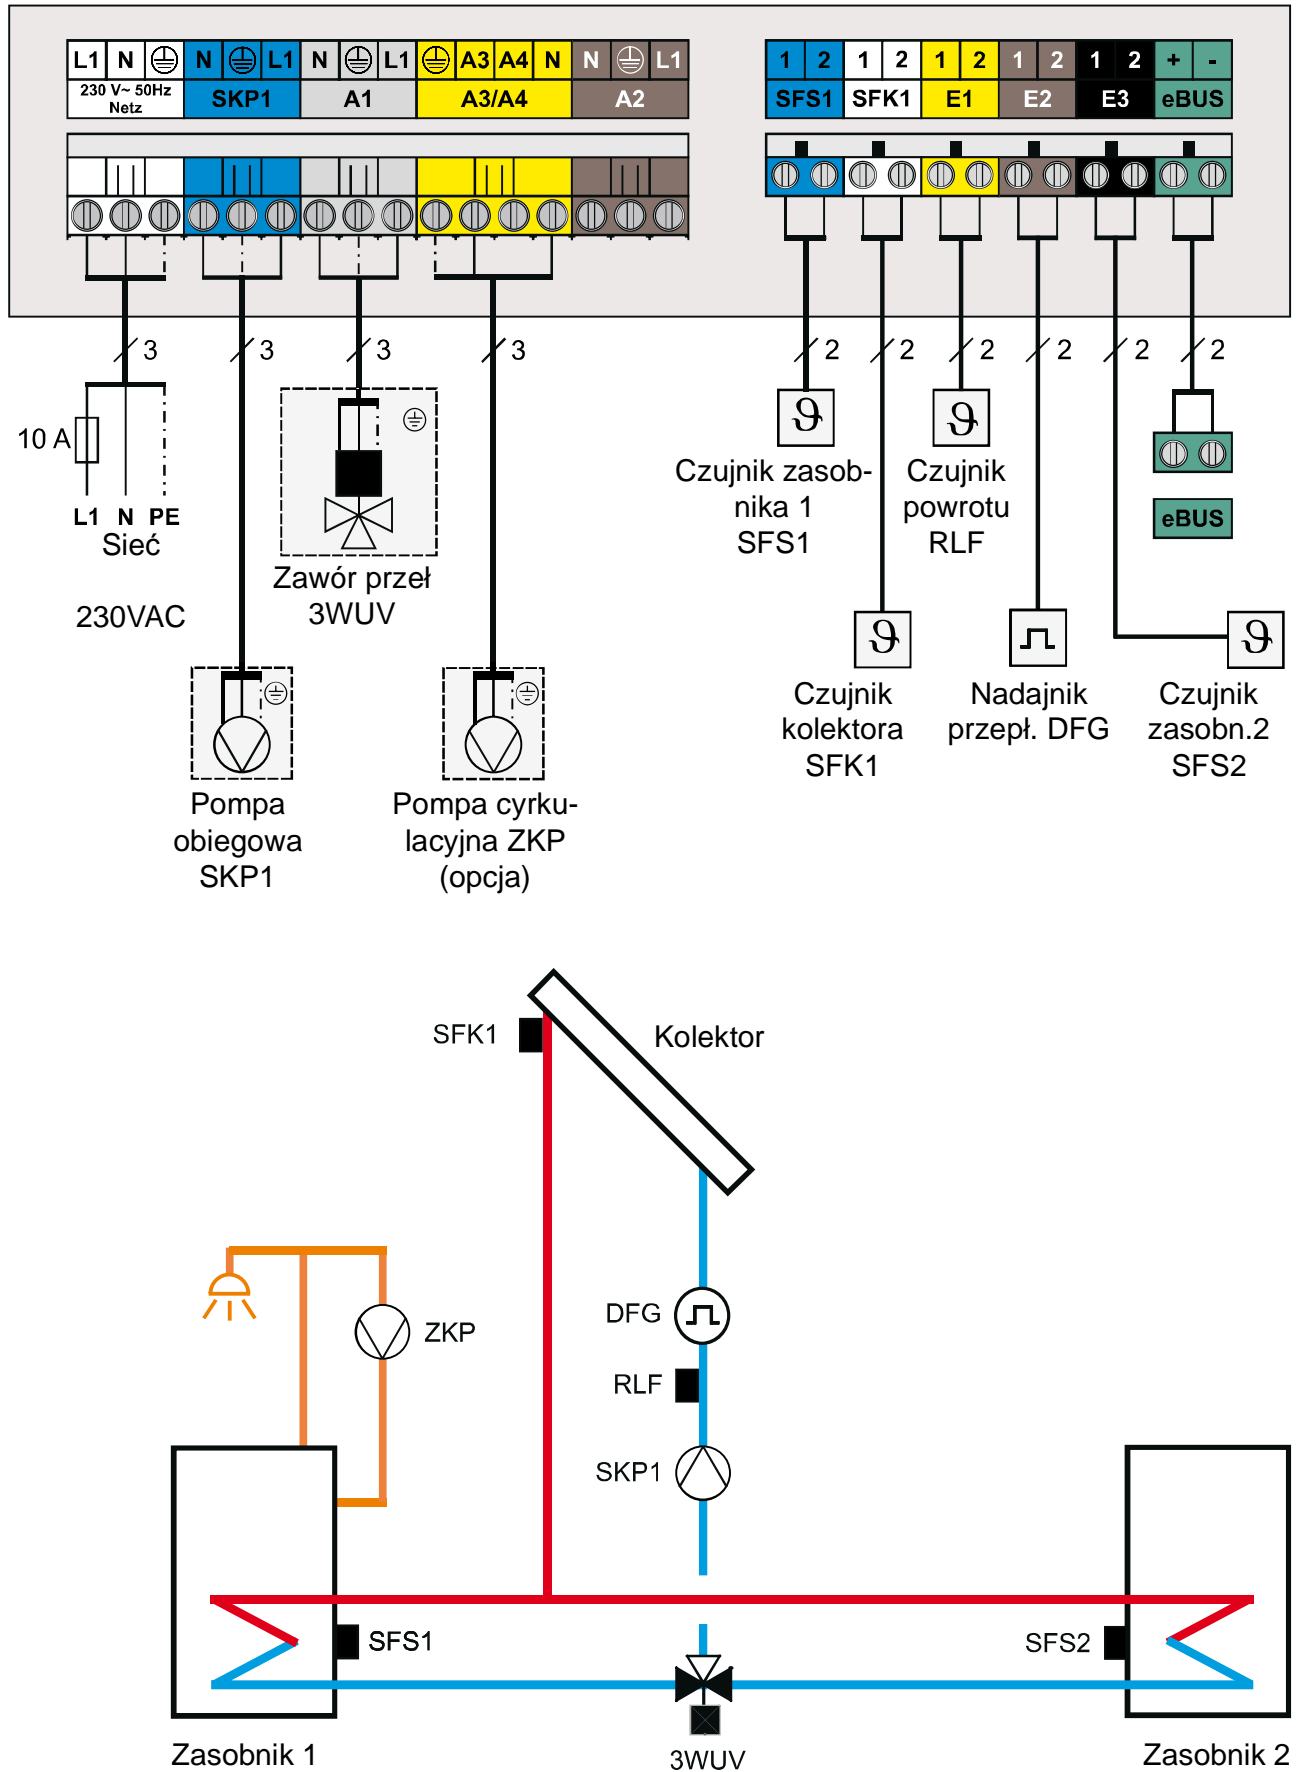 L1 N N L1 N L1 A3 A4 N N L1
230 V~ 50Hz
Netz
SKP1 A1 A3/A4 A2
1 2 1 2 1 2 1 2 1 2 + -
SFS1 SFK1 E1 E2 E3 eBUS
3 3 3 3 2 2 2 2 2 2
10 A
L1 N PE
Sieć
230VAC
Zawór przeł
3WUV
Pompa
obiegowa
SKP1
Pompa cyrku-
lacyjna ZKP
(opcja)
ϑ
Czujnik zasob-
nika 1
SFS1
ϑ
Czujnik
powrotu
RLF
eBUS
ϑ
Czujnik
kolektora
SFK1
Nadajnik
przepł. DFG
ϑ
Czujnik
zasobn.2
SFS2
SFK1
Kolektor
DFG
ZKP
RLF
SKP1
SFS1
SFS2
3WUV
Zasobnik 1
Zasobnik 2